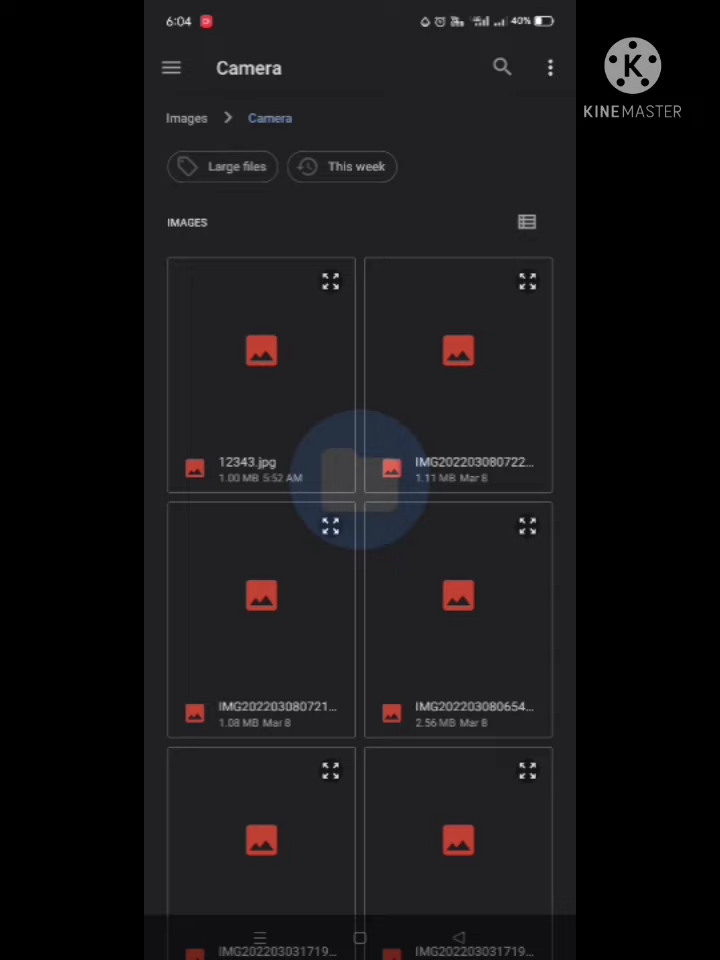 6:04
40%
Camera
K
KINEMASTER
Images
Camera
Large files
This week
IMAGES
12343.jpg
1.00 MB 5:52 AM
IMG202203080722...
1.11 MB Mar 8
IMG202203080721...
1.08 MB Mar 8
IMG202203080654...
2.56 MB Mar 8
IMG202203031719...
IMG202203031719...